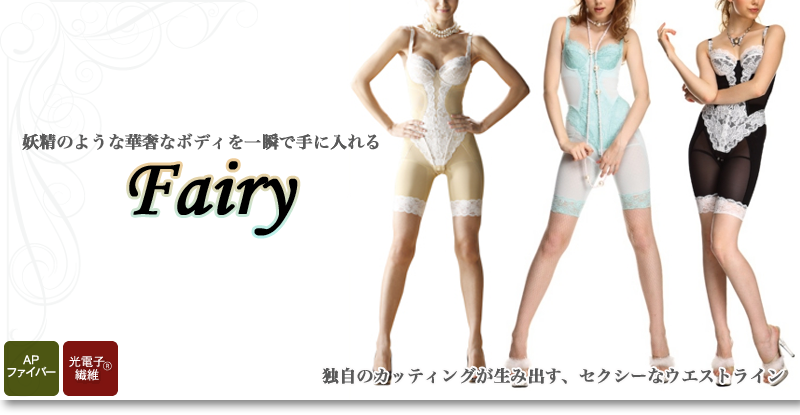 妖精のような華奢なボディを一瞬で手に入れる
Fairy
AP
ファイバー
光電子®
繊維
独自のカッティングが生み出す、セクシーなウエストライン